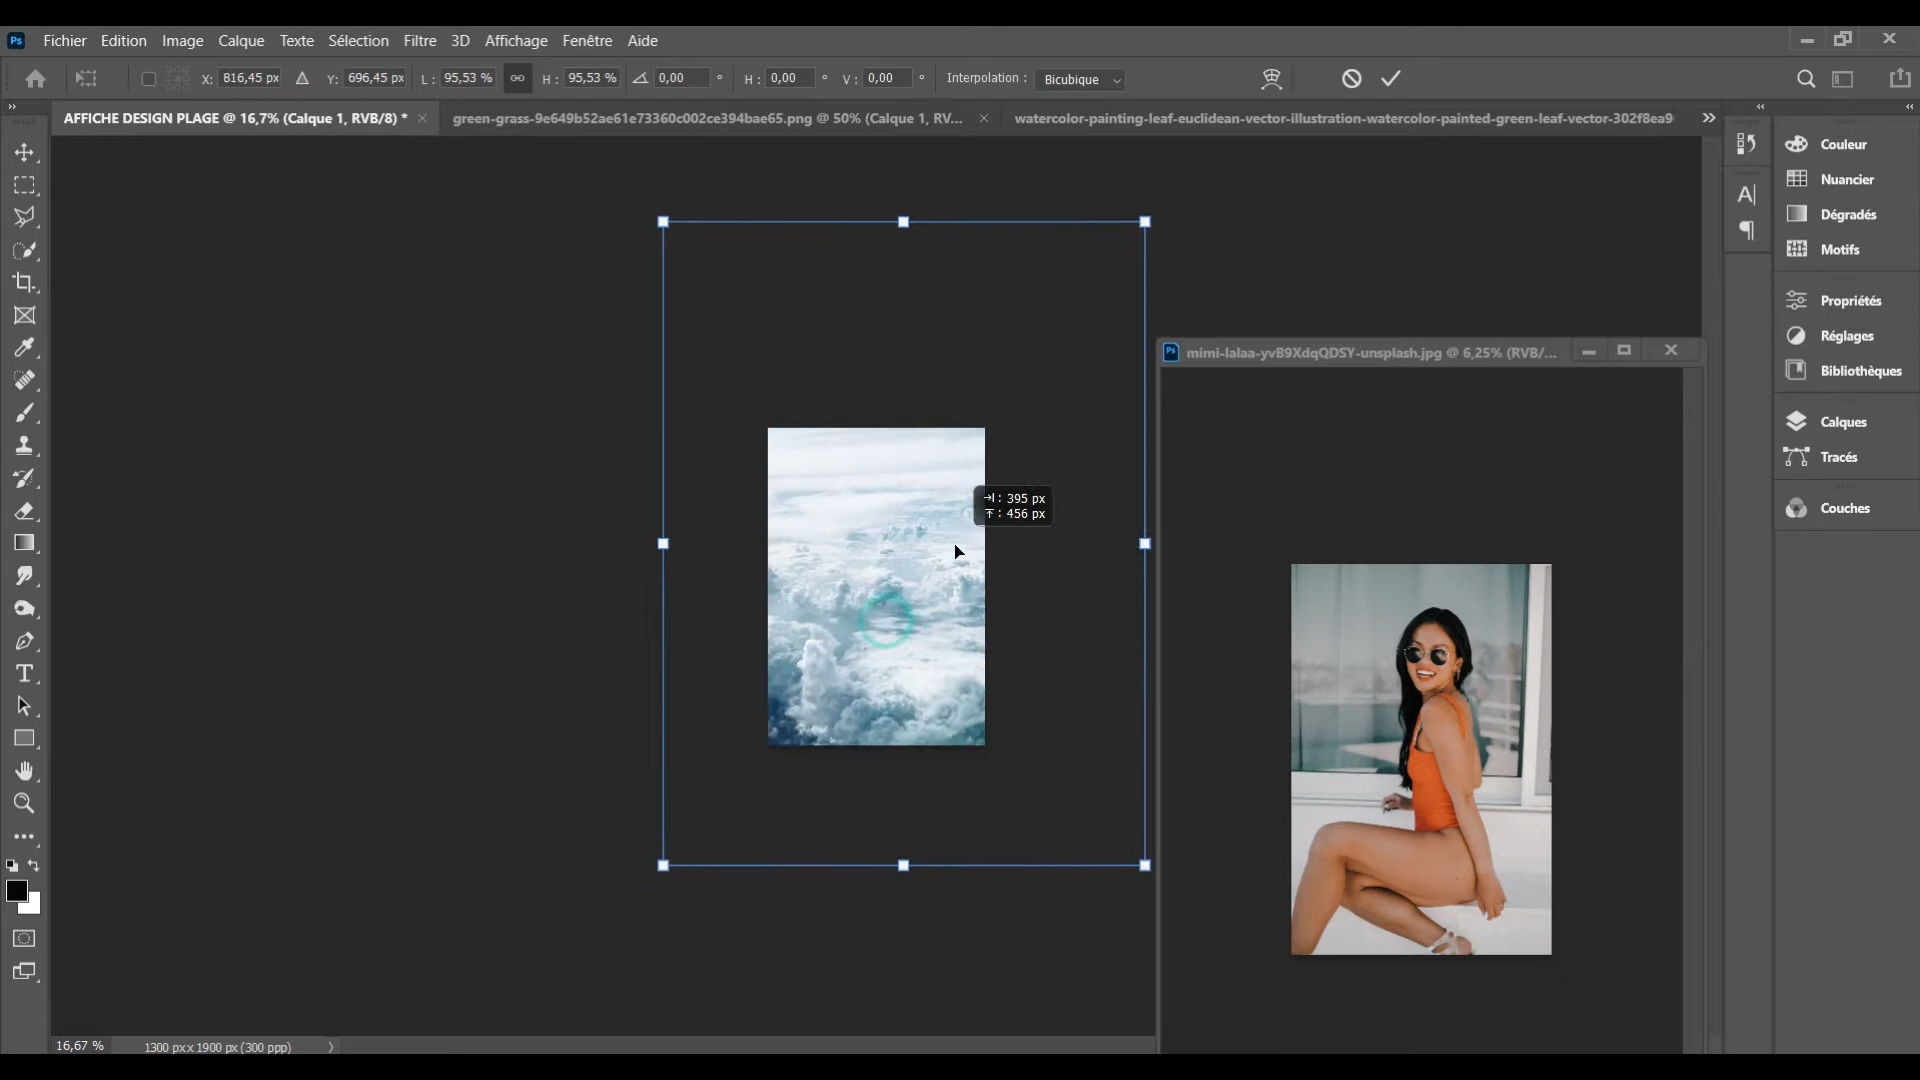 Ps Fichier Edition Image Calque Texte Sélection Filtre 3D Affichage Fenêtre Aide
X: 816,45 px Y: 696,45 px L : 95,53 % H : 95,53 % 0,00 ° H : 0,00 ° V : 0,00 ° Interpolation : Bicubique
AFFICHE DESIGN PLAGE @ 16,7% (Calque 1, RVB/8) *
green-grass-9e649b52ae61e73360c002ce394bae65.png @ 50% (Calque 1, RV...
watercolor-painting-leaf-euclidean-vector-illustration-watercolor-painted-green-leaf-vector-302f8ea9
Couleur
Nuancier
Dégradés
Motifs
Propriétés
Réglages
Bibliothèques
Calques
Tracés
Couches
Ps mimi-lalaa-yvB9XdqQDSY-unsplash.jpg @ 6,25% (RVB/...
: 395 px
: 456 px
16,67 % 1300 px x 1900 px (300 ppp)